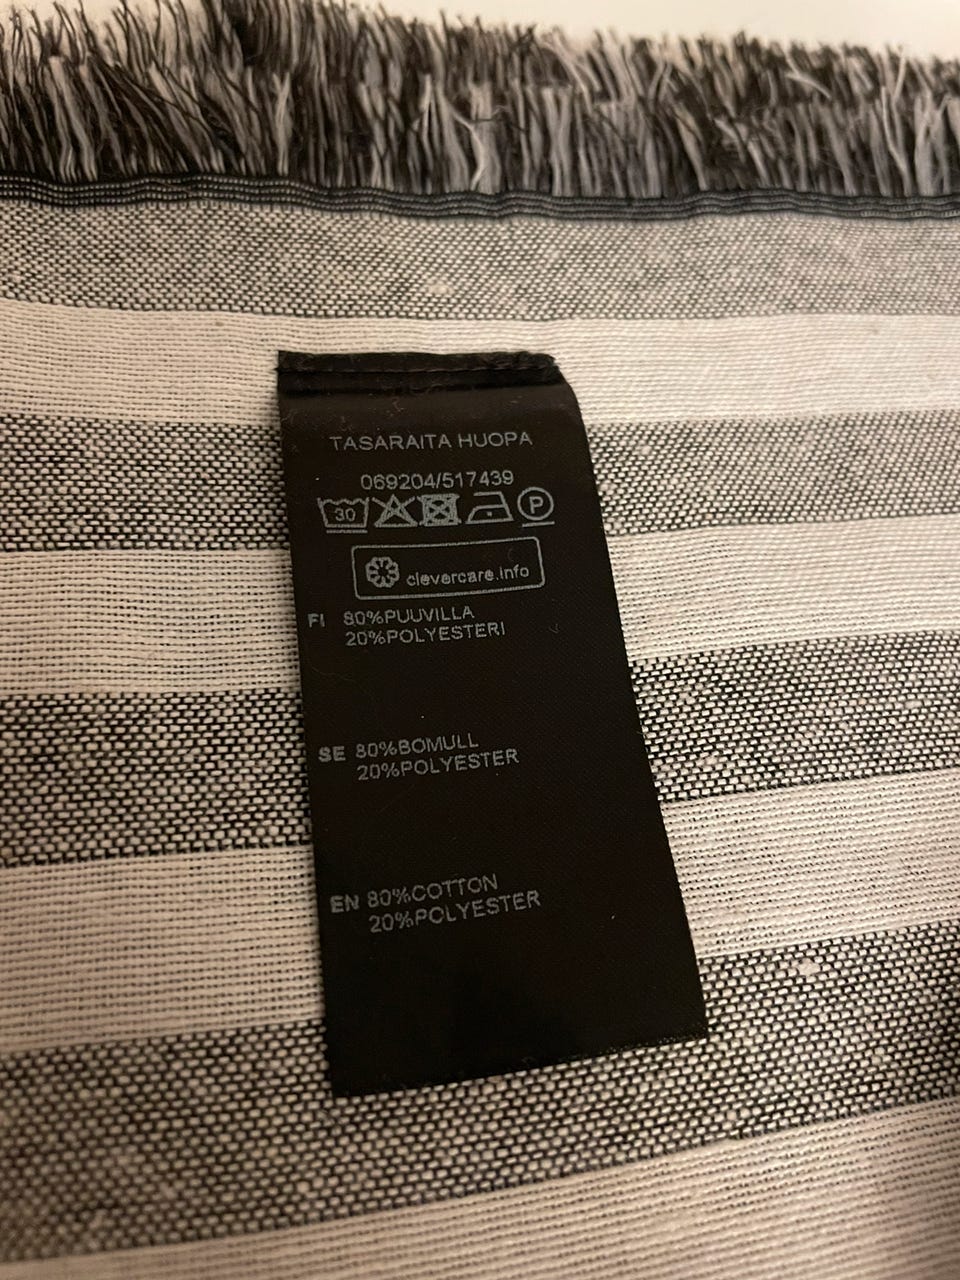 TASARAITA HUOPA
069204/517439
30 P
clevercare.info
FI 80%PUUVILLA
20%POLYESTERI
SE 80%BOMULL
20%POLYESTER
EN 80%COTTON
20%POLYESTER